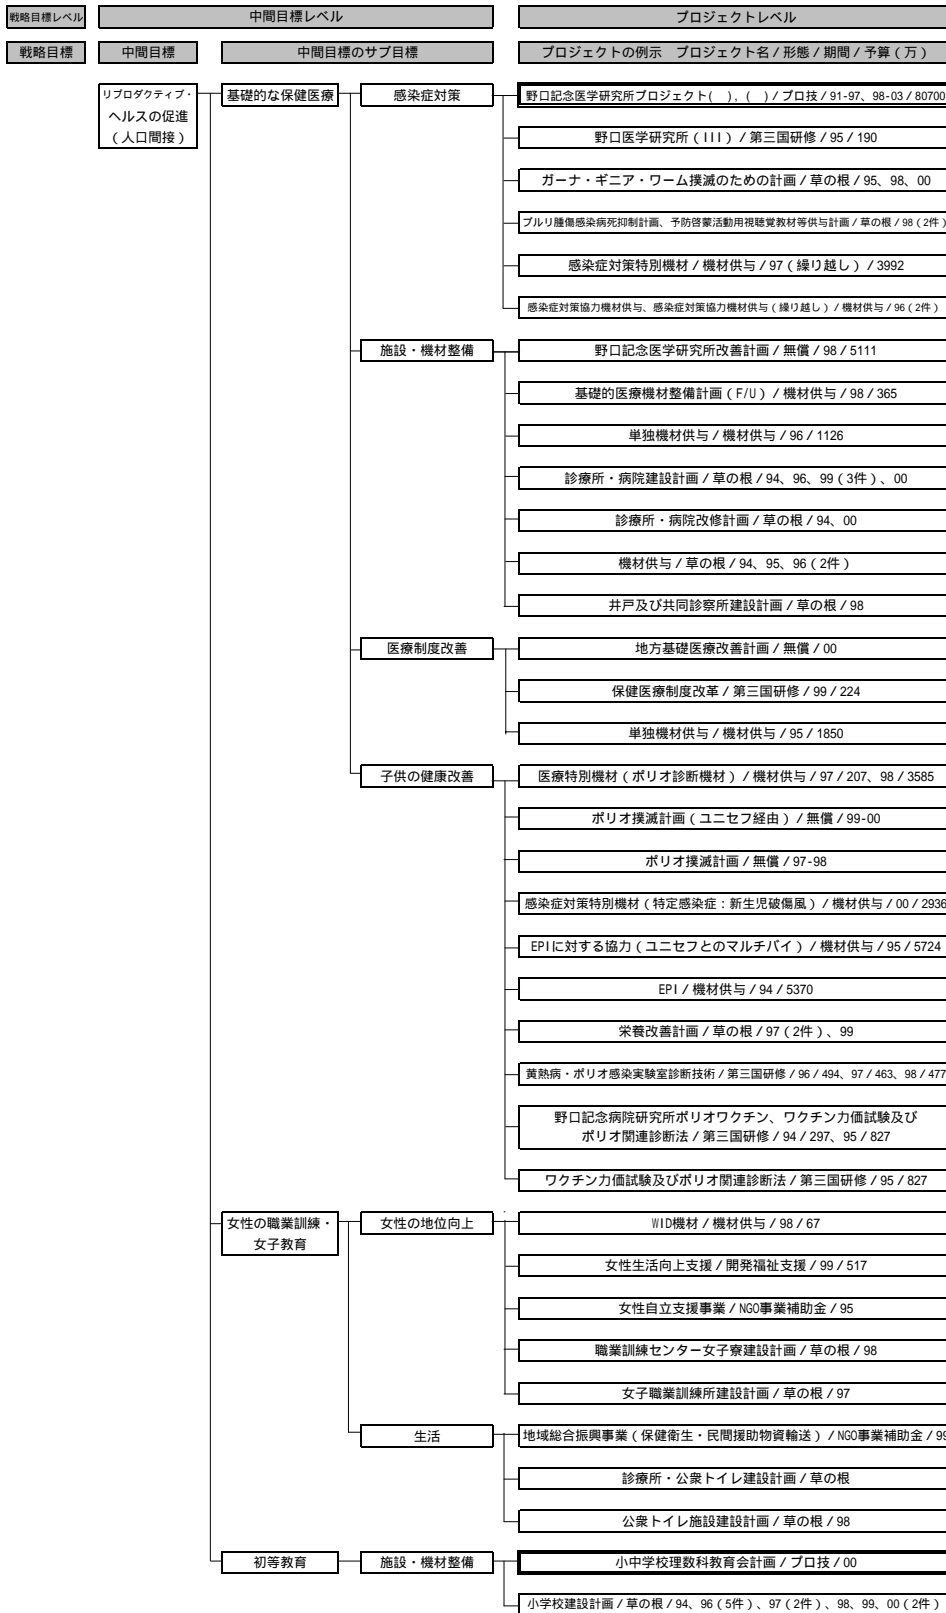 戦略目標レベル
中間目標レベル
プロジェクトレベル
戦略目標
中間目標
中間目標のサブ目標
プロジェクトの例示　プロジェクト名/形態/期間/予算(万)
リプロダクティブ・
ヘルスの促進
(人口間接)
基礎的な保健医療
感染症対策
野口記念医学研究所プロジェクト( ), ( )/プロ技/91-97、98-03/80700
野口医学研究所(III)/第三国研修/95/190
ガーナ・ギニア・ワーム撲滅のための計画/草の根/95、98、00
ブルリ腫傷感染病死抑制計画、予防啓蒙活動用視聴覚教材等供与計画/草の根/98(2件)
感染症対策特別機材/機材供与/97(繰り越し)/3992
感染症対策協力機材供与、感染症対策協力機材供与(繰り越し)/機材供与/96(2件)
施設・機材整備
野口記念医学研究所改善計画/無償/98/5111
基礎的医療機材整備計画(F/U)/機材供与/98/365
単独機材供与/機材供与/96/1126
診療所・病院建設計画/草の根/94、96、99(3件)、00
診療所・病院改修計画/草の根/94、00
機材供与/草の根/94、95、96(2件)
井戸及び共同診察所建設計画/草の根/98
医療制度改善
地方基礎医療改善計画/無償/00
保健医療制度改革/第三国研修/99/224
単独機材供与/機材供与/95/1850
子供の健康改善
医療特別機材(ポリオ診断機材)/機材供与/97/207、98/3585
ポリオ撲滅計画(ユニセフ経由)/無償/99-00
ポリオ撲滅計画/無償/97-98
感染症対策特別機材(特定感染症:新生児破傷風)/機材供与/00/2936
EPIに対する協力(ユニセフとのマルチバイ)/機材供与/95/5724
EPI/機材供与/94/5370
栄養改善計画/草の根/97(2件)、99
黄熱病・ポリオ感染実験室診断技術/第三国研修/96/494、97/463、98/477
野口記念病院研究所ポリオワクチン、ワクチン力価試験及び
ポリオ関連診断法/第三国研修/94/297、95/827
ワクチン力価試験及びポリオ関連診断法/第三国研修/95/827
女性の職業訓練・
女子教育
女性の地位向上
WID機材/機材供与/98/67
女性生活向上支援/開発福祉支援/99/517
女性自立支援事業/NGO事業補助金/95
職業訓練センター女子寮建設計画/草の根/98
女子職業訓練所建設計画/草の根/97
生活
地域総合振興事業(保健衛生・民間援助物資輸送)/NGO事業補助金/99
診療所・公衆トイレ建設計画/草の根
公衆トイレ施設建設計画/草の根/98
初等教育
施設・機材整備
小中学校理数科教育会計画/プロ技/00
小学校建設計画/草の根/94、96(5件)、97(2件)、98、99、00(2件)